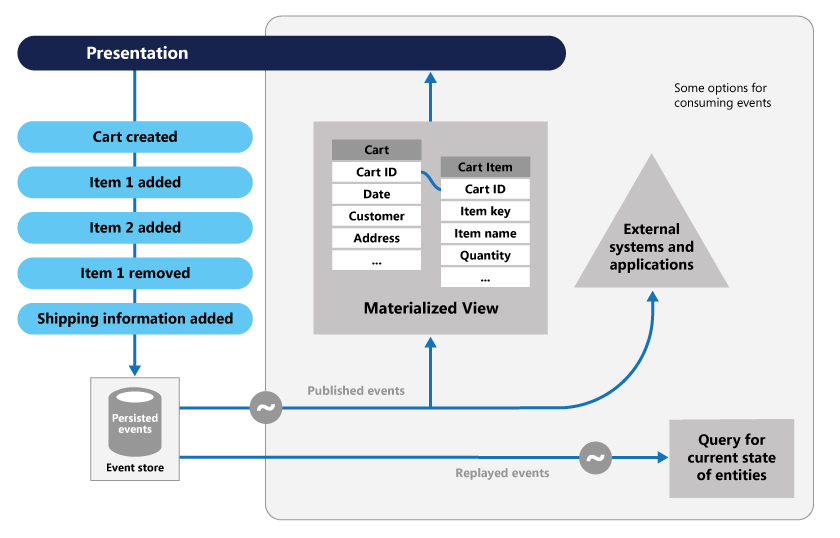 Presentation
Some options for
consuming events
Cart created
Item 1 added
Item 2 added
Item 1 removed
Shipping information added
Cart
Cart ID
Date
Customer
Address
...
Cart Item
Cart ID
Item key
Item name
Quantity
...
Materialized View
External
systems and
applications
Persisted
events
Event store
Published events
Replayed events
Query for
current state
of entities